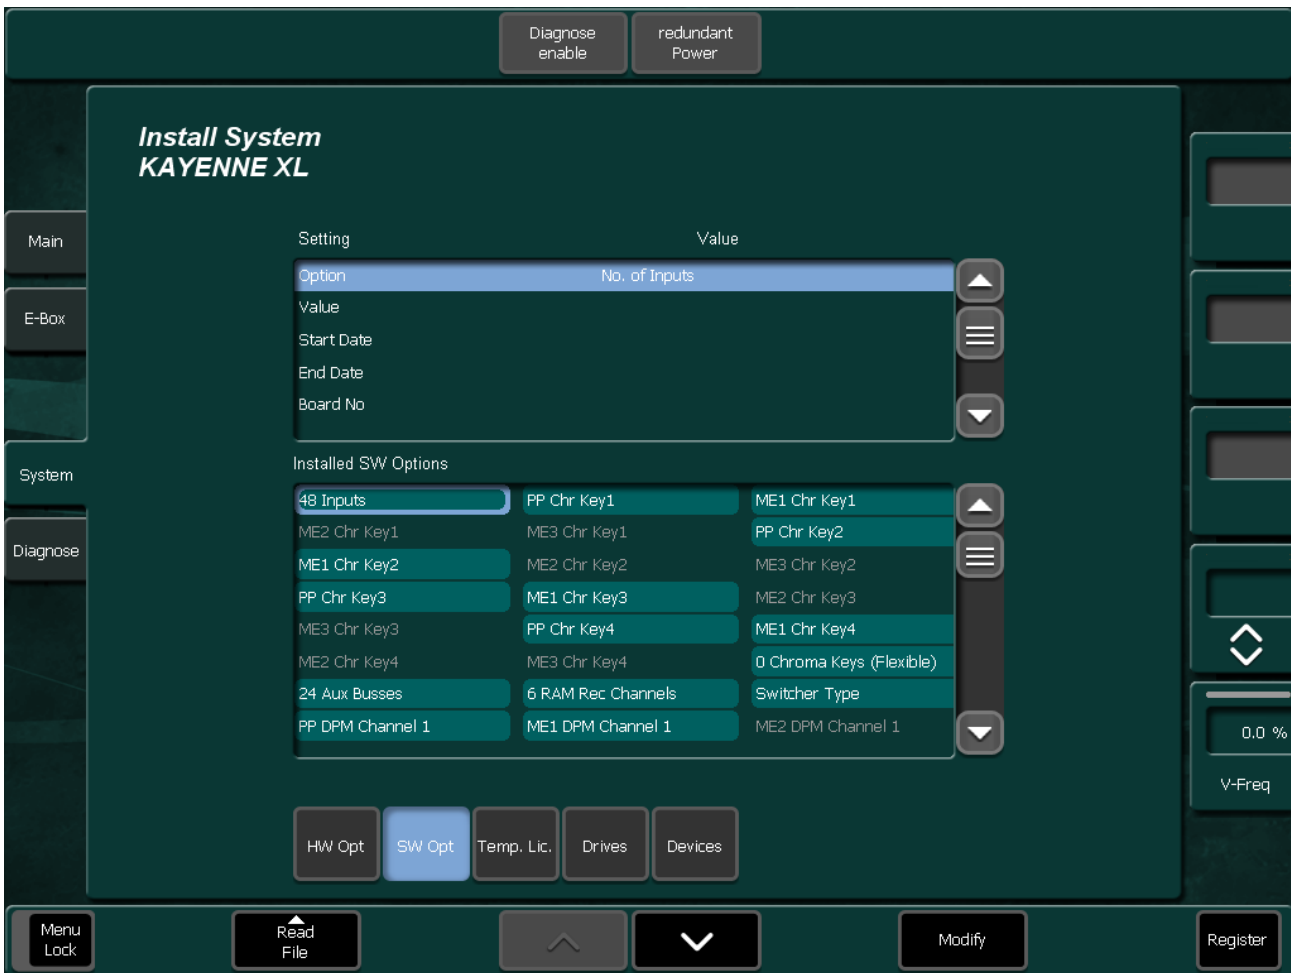 Diagnose
enable
redundant
Power
Install System
KAYENNE XL
Main
E-Box
System
Diagnose
Setting Value
Option No. of Inputs
Value
Start Date
End Date
Board No
Installed SW Options
48 Inputs PP Chr Key1 ME1 Chr Key1
ME2 Chr Key1 ME3 Chr Key1 PP Chr Key2
ME1 Chr Key2 ME2 Chr Key2 ME3 Chr Key2
PP Chr Key3 ME1 Chr Key3 ME2 Chr Key3
ME3 Chr Key3 PP Chr Key4 ME1 Chr Key4
ME2 Chr Key4 ME3 Chr Key4 0 Chroma Keys (Flexible)
24 Aux Busses 6 RAM Rec Channels Switcher Type
PP DPM Channel 1 ME1 DPM Channel 1 ME2 DPM Channel 1
0.0 %
V-Freq
HW Opt SW Opt Temp. Lic. Drives Devices
Menu
Lock
Read
File
Modify
Register